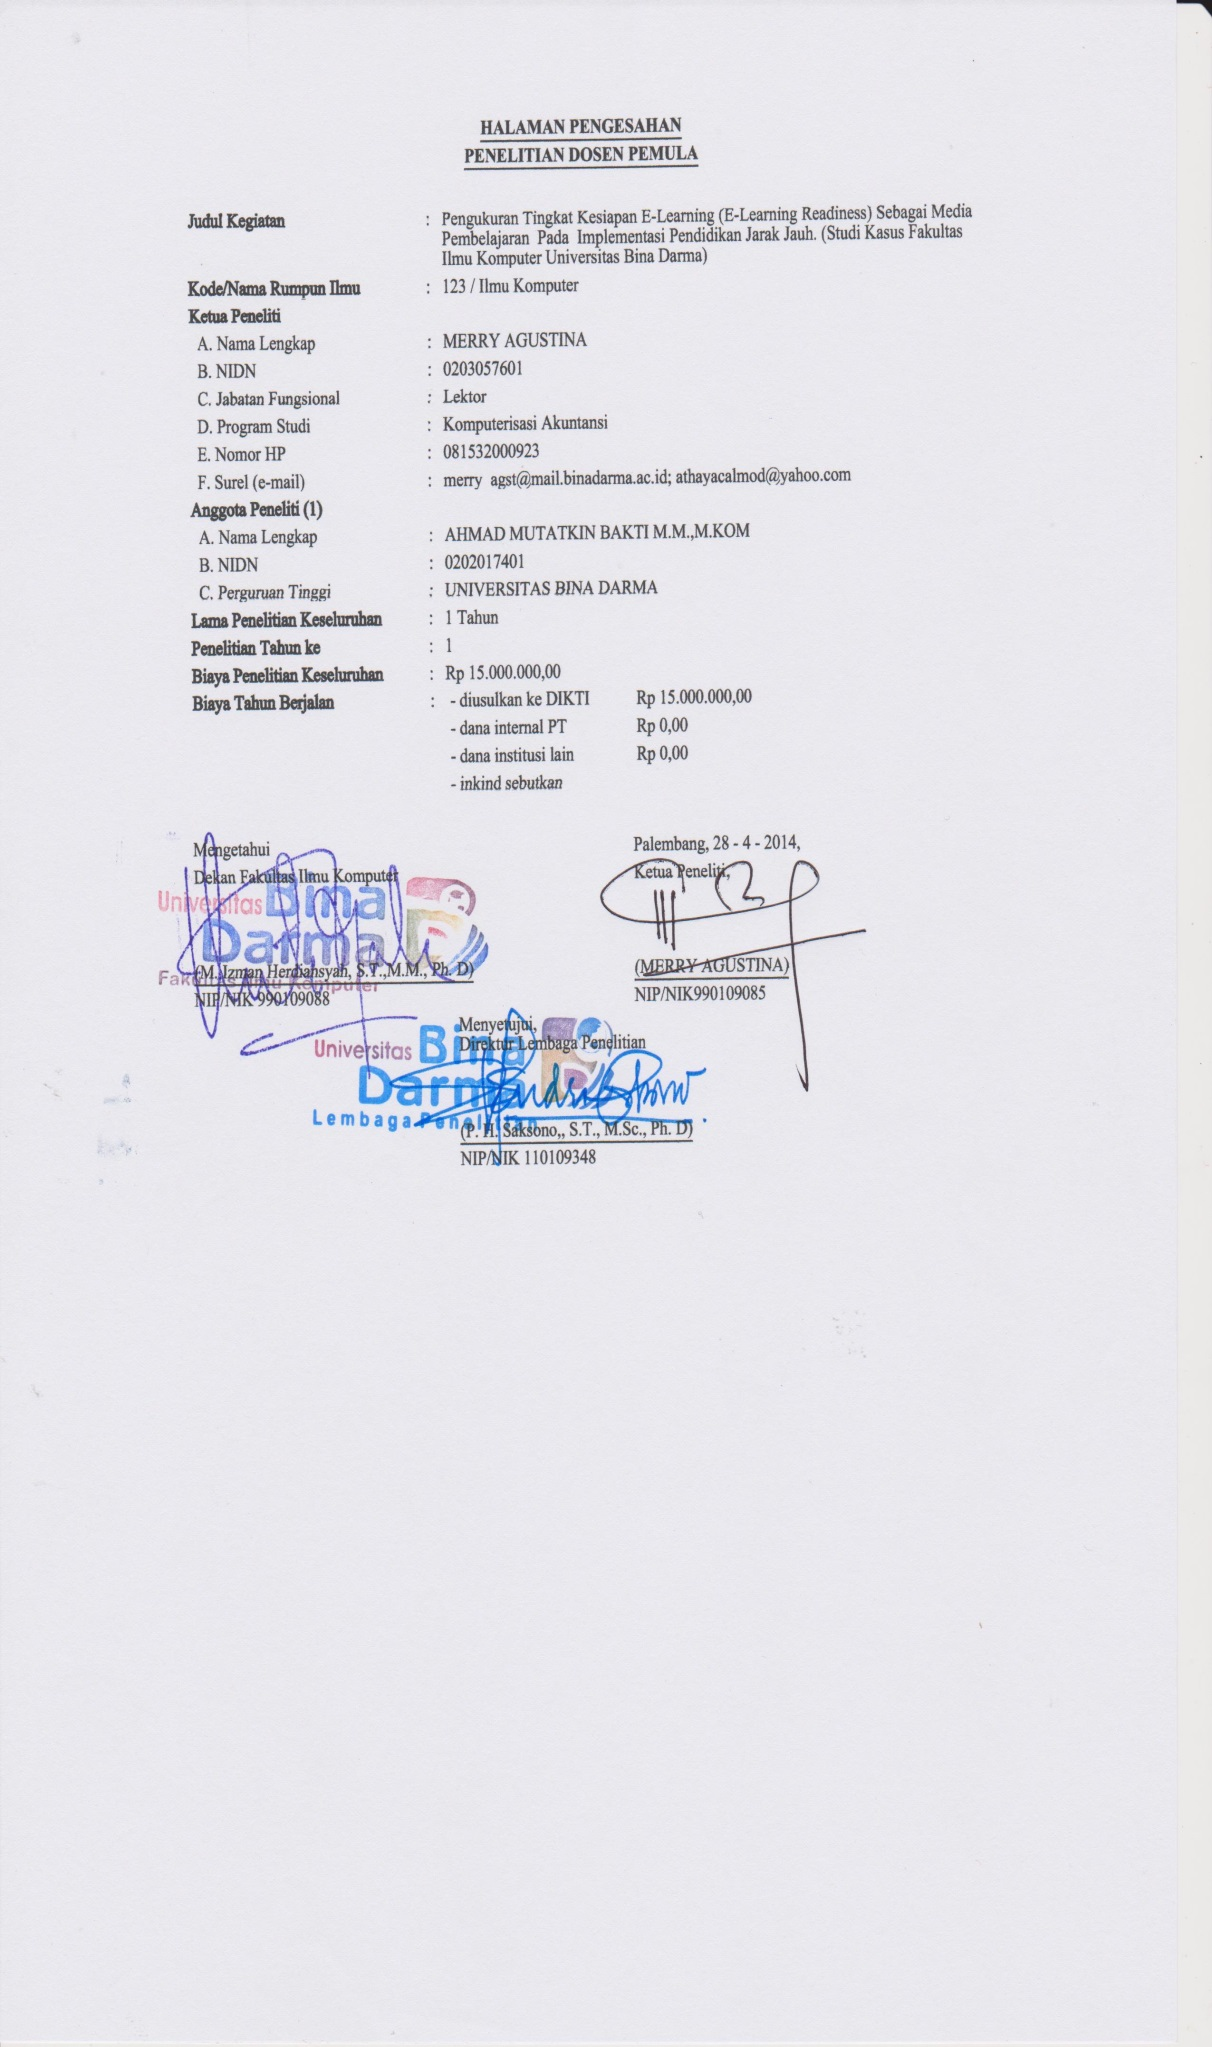 HALAMAN PENGESAHAN
PENELITIAN DOSEN PEMULA
Judul Kegiatan : Pengukuran Tingkat Kesiapan E-Learning (E-Learning Readiness) Sebagai Media
Pembelajaran Pada Implementasi Pendidikan Jarak Jauh. (Studi Kasus Fakultas
Ilmu Komputer Universitas Bina Darma)
Kode/Nama Rumpun Ilmu : 123 / Ilmu Komputer
Ketua Peneliti
A. Nama Lengkap : MERRY AGUSTINA
B. NIDN : 0203057601
C. Jabatan Fungsional : Lektor
D. Program Studi : Komputerisasi Akuntansi
E. Nomor HP : 081532000923
F. Surel (e-mail) : merry agst@mail.binadarma.ac.id; athayacalmod@yahoo.com
Anggota Peneliti (1)
A. Nama Lengkap : AHMAD MUTATKIN BAKTI M.M.,M.KOM
B. NIDN : 0202017401
C. Perguruan Tinggi : UNIVERSITAS BINA DARMA
Lama Penelitian Keseluruhan : 1 Tahun
Penelitian Tahun ke : 1
Biaya Penelitian Keseluruhan : Rp 15.000.000,00
Biaya Tahun Berjalan : - diusulkan ke DIKTI Rp 15.000.000,00
- dana internal PT Rp 0,00
- dana institusi lain Rp 0,00
- inkind sebutkan
Mengetahui
Dekan Fakultas Ilmu Komputer
Universitas Bina
Darma
Fakultas Ilmu Komputer
(M. Izman Herdiansyah, S.T.,M.M., Ph. D)
NIP/NIK 990109088
Palembang, 28 - 4 - 2014,
Ketua Peneliti,
(MERRY AGUSTINA)
NIP/NIK990109085
Menyetujui,
Direktur Lembaga Penelitian
Universitas Bina
Darma
Lembaga Penelitian
(P. H. Saksono,, S.T., M.Sc., Ph. D)
NIP/NIK 110109348